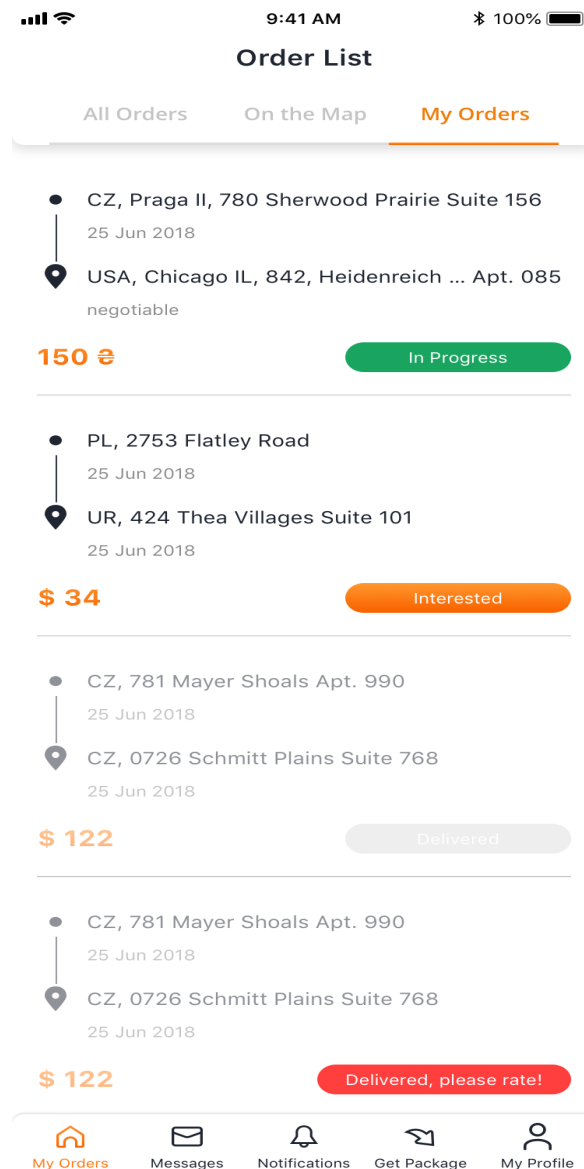 9:41 AM
100%
Order List
All Orders
On the Map
My Orders
CZ, Praga II, 780 Sherwood Prairie Suite 156
25 Jun 2018
USA, Chicago IL, 842, Heidenreich ... Apt. 085
negotiable
150 ₴
In Progress
PL, 2753 Flatley Road
25 Jun 2018
UR, 424 Thea Villages Suite 101
25 Jun 2018
$ 34
Interested
CZ, 781 Mayer Shoals Apt. 990
25 Jun 2018
CZ, 0726 Schmitt Plains Suite 768
25 Jun 2018
$ 122
Delivered
CZ, 781 Mayer Shoals Apt. 990
25 Jun 2018
CZ, 0726 Schmitt Plains Suite 768
25 Jun 2018
$ 122
Delivered, please rate!
My Orders
Messages
Notifications
Get Package
My Profile